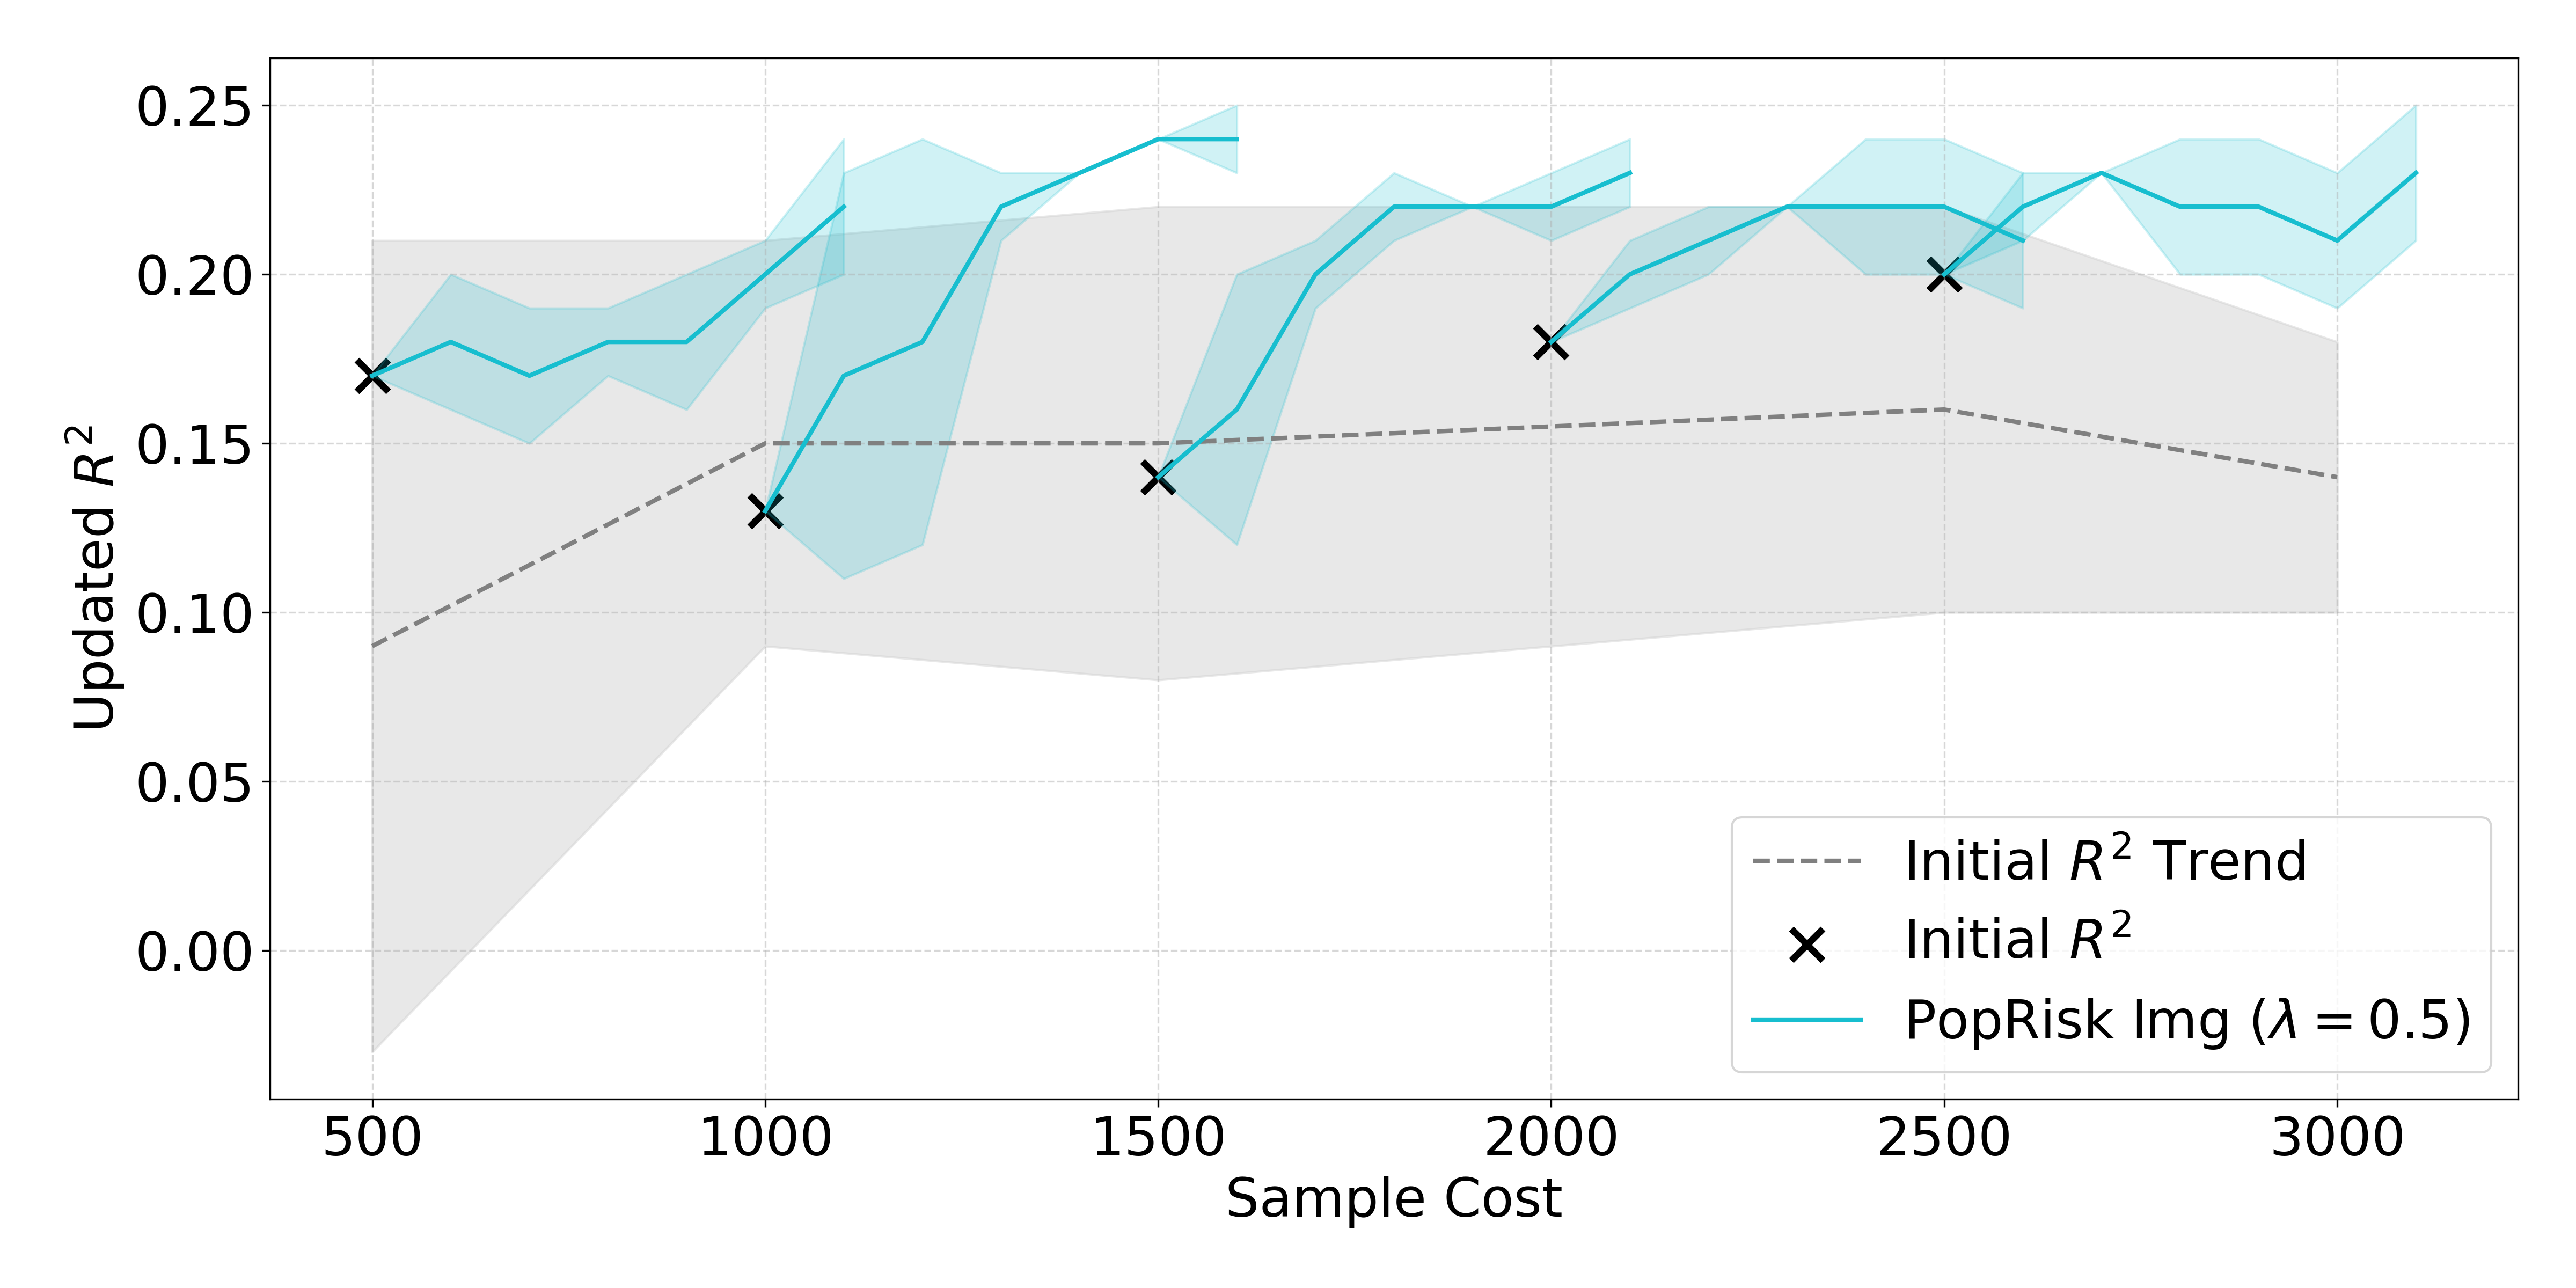 0.25
0.20
0.15
0.10
0.05
0.00
Updated R²
500 1000 1500 2000 2500 3000
Sample Cost
Initial R² Trend
Initial R²
PopRisk Img (λ = 0.5)